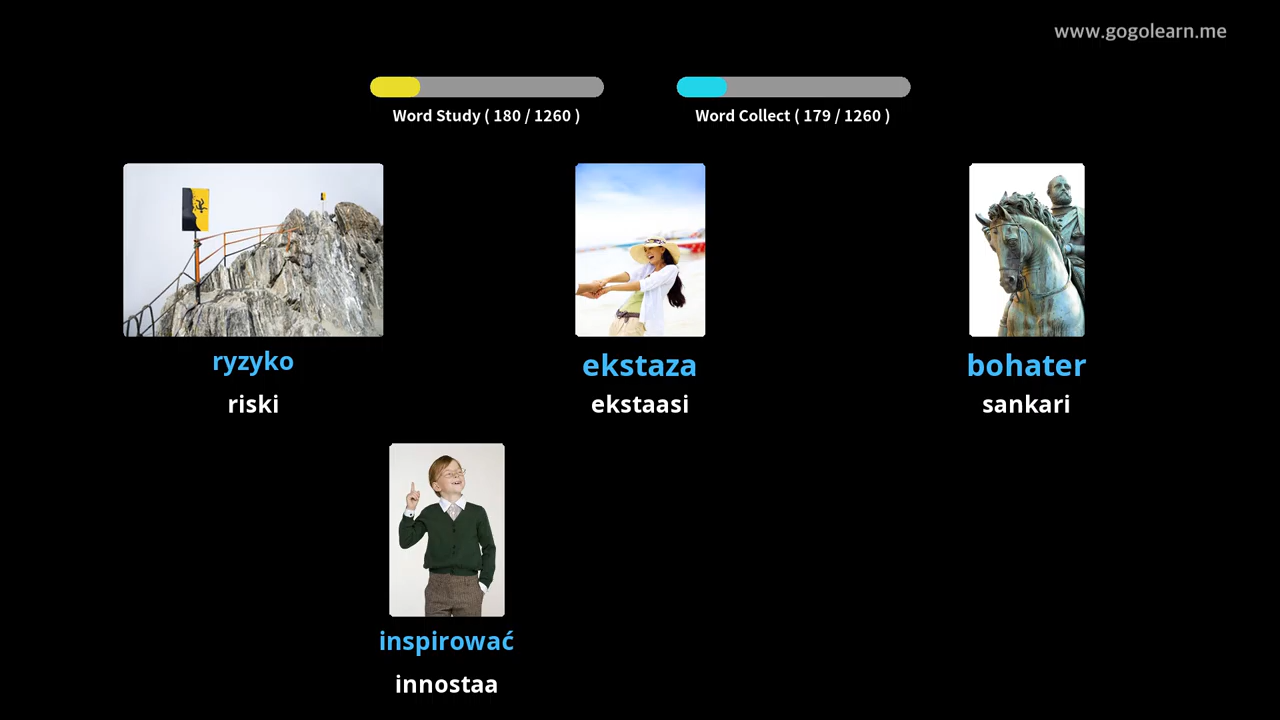 www.gogolearn.me
Word Study ( 180 / 1260 )
Word Collect ( 179 / 1260 )
ryzyko
riski
ekstaza
ekstaasi
bohater
sankari
inspirować
innostaa